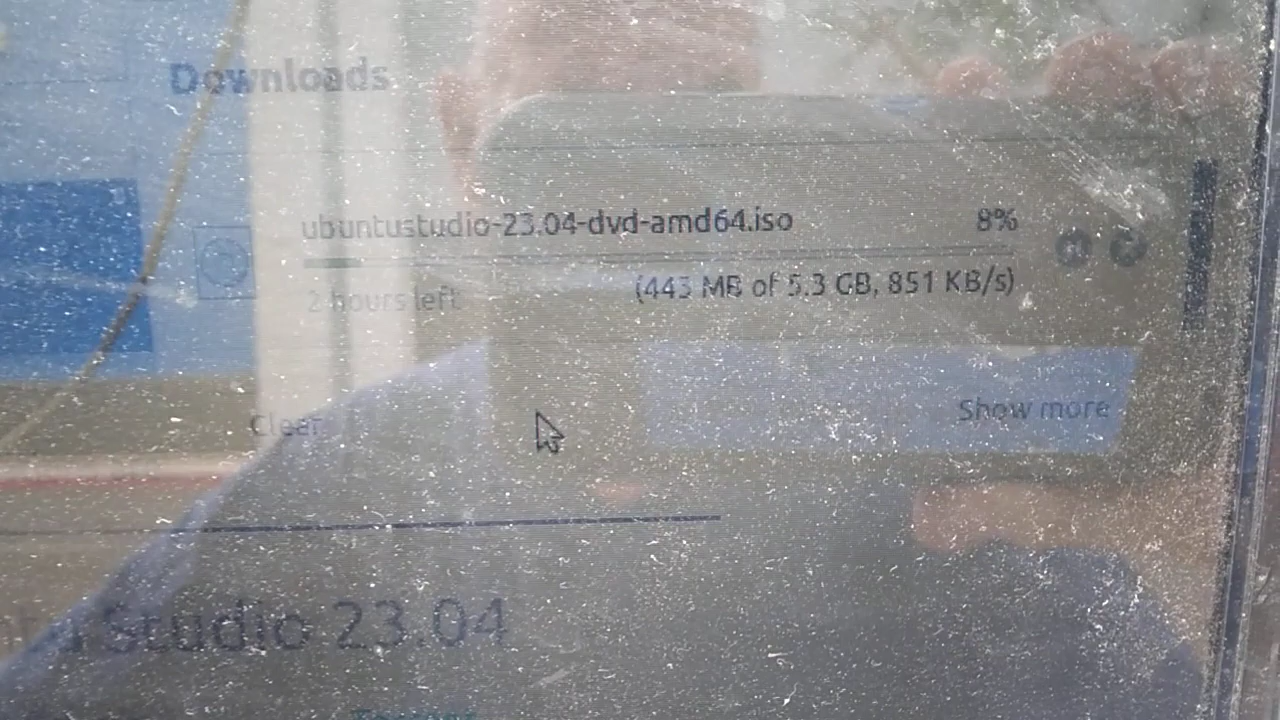 Downloads
ubuntustudio-23.04-dvd-amd64.iso 8%
2 hours left (443 MB of 5.3 GB, 851 KB/s)
Clear Show more
Studio 23.04